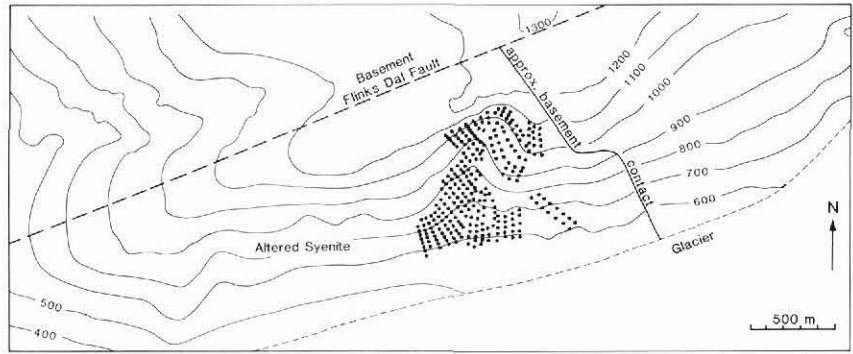 1300
Basement
Flinks Dal Fault
approx. basement
contact
1200
1100
1000
900
800
700
600
Altered Syenite
Glacier
N
500
400
500 m